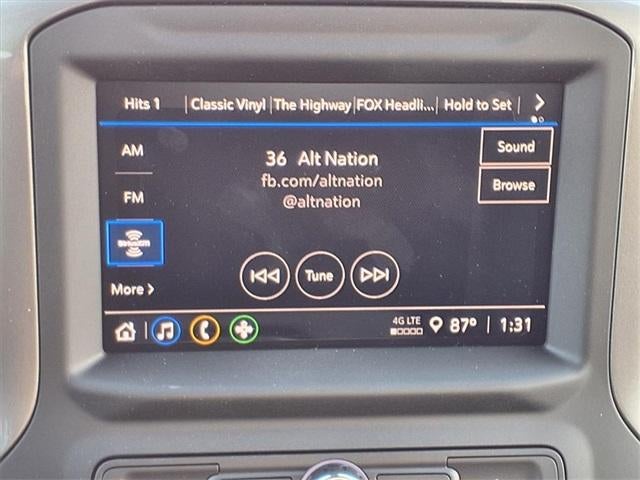 Hits 1 | Classic Vinyl | The Highway | FOX Headli... | Hold to Set
AM
36 Alt Nation
Sound
fb.com/altnation
Browse
FM
@altnation
SiriusXM
More >
Tune
4G LTE
87° | 1:31